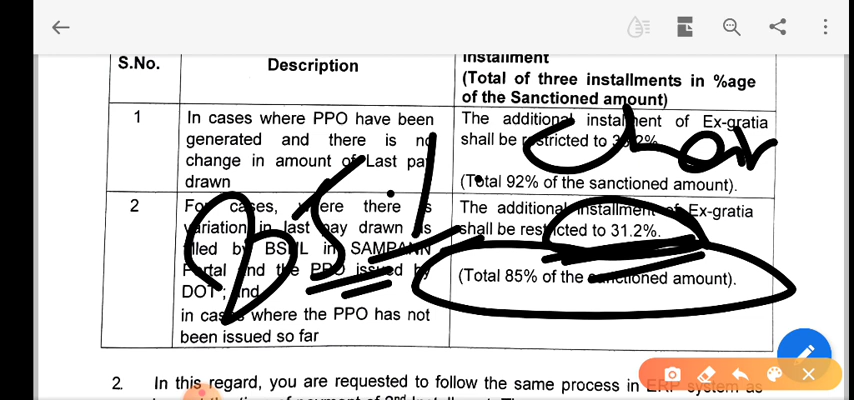 installment
S.No.
Description
(Total of three installments in %age
of the Sanctioned amount)
1
In cases where PPO have been
generated and there is no
change in amount of Last pay
drawn
The additional instalment of Ex-gratia
shall be restricted to
(Total 92% of the sanctioned amount).
2
For cases, where there is
variation in last pay drawn as
filled by BSNL in SAMPANN
Portal and the PPO issued by
DOT; and
in cases where the PPO has not
been issued so far
The additional installment of Ex-gratia
shall be restricted to 31.2%.
(Total 85% of the sanctioned amount).
2. In this regard, you are requested to follow the same process in ERP system as